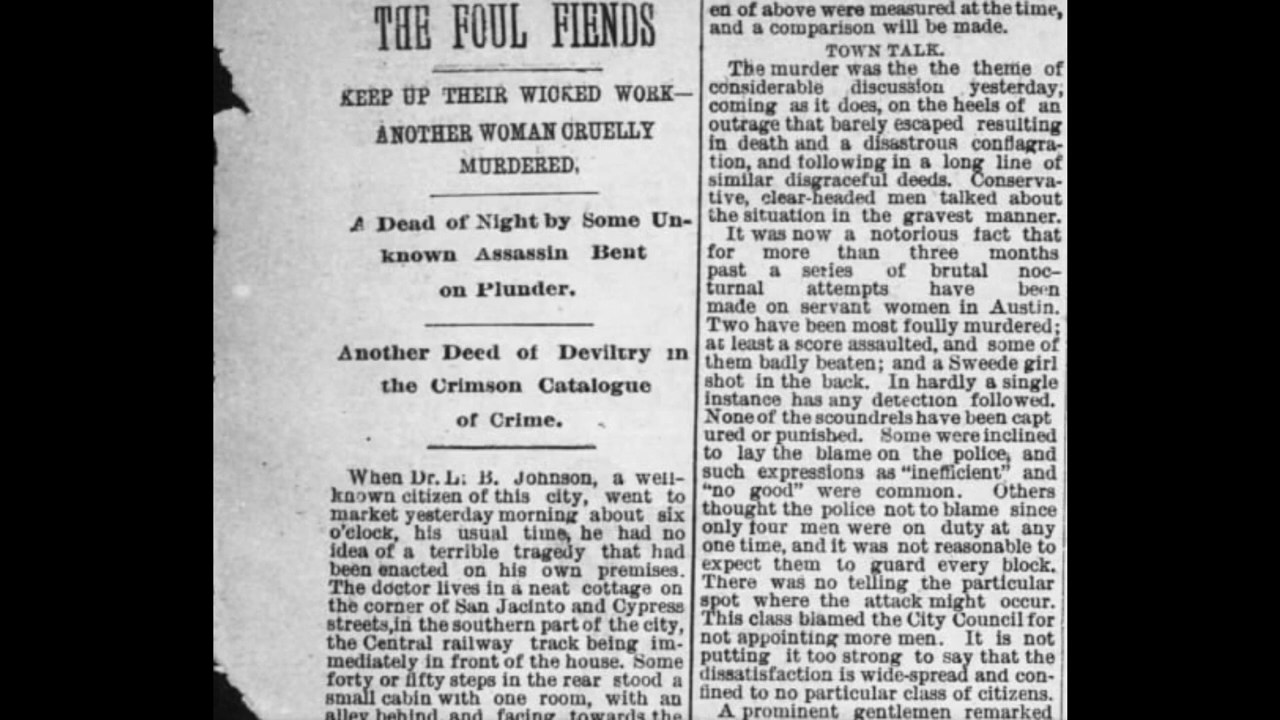 THE FOUL FIENDS
KEEP UP THEIR WICKED WORK—
ANOTHER WOMAN CRUELLY
MURDERED,
A Dead of Night by Some Un-
known Assassin Bent
on Plunder.
Another Deed of Deviltry in
the Crimson Catalogue
of Crime.
When Dr. L. B. Johnson, a well-
known citizen of this city, went to
market yesterday morning about six
o'clock, his usual time, he had no
idea of a terrible tragedy that had
been enacted on his own premises.
The doctor lives in a neat cottage on
the corner of San Jacinto and Cypress
streets,in the southern part of the city,
the Central railway track being im-
mediately in front of the house. Some
forty or fifty steps in the rear stood a
small cabin with one room, with an
alley behind and facing towards the
en of above were measured at the time,
and a comparison will be made.
TOWN TALK.
The murder was the the theme of
considerable discussion yesterday,
coming as it does, on the heels of an
outrage that barely escaped resulting
in death and a disastrous conflagra-
tion, and following in a long line of
similar disgraceful deeds. Conserva-
tive, clear-headed men talked about
the situation in the gravest manner.
It was now a notorious fact that
for more than three months
past a series of brutal noc-
turnal attempts have been
made on servant women in Austin.
Two have been most foully murdered;
at least a score assaulted, and some of
them badly beaten; and a Sweede girl
shot in the back. In hardly a single
instance has any detection followed.
None of the scoundrels have been capt
ured or punished. Some were inclined
to lay the blame on the police, and
such expressions as "inefficient" and
"no good" were common. Others
thought the police not to blame since
only four men were on duty at any
one time, and it was not reasonable to
expect them to guard every block.
There was no telling the particular
spot where the attack might occur.
This class blamed the City Council for
not appointing more men. It is not
putting it too strong to say that the
dissatisfaction is wide-spread and con-
fined to no particular class of citizens.
A prominent gentlemen remarked